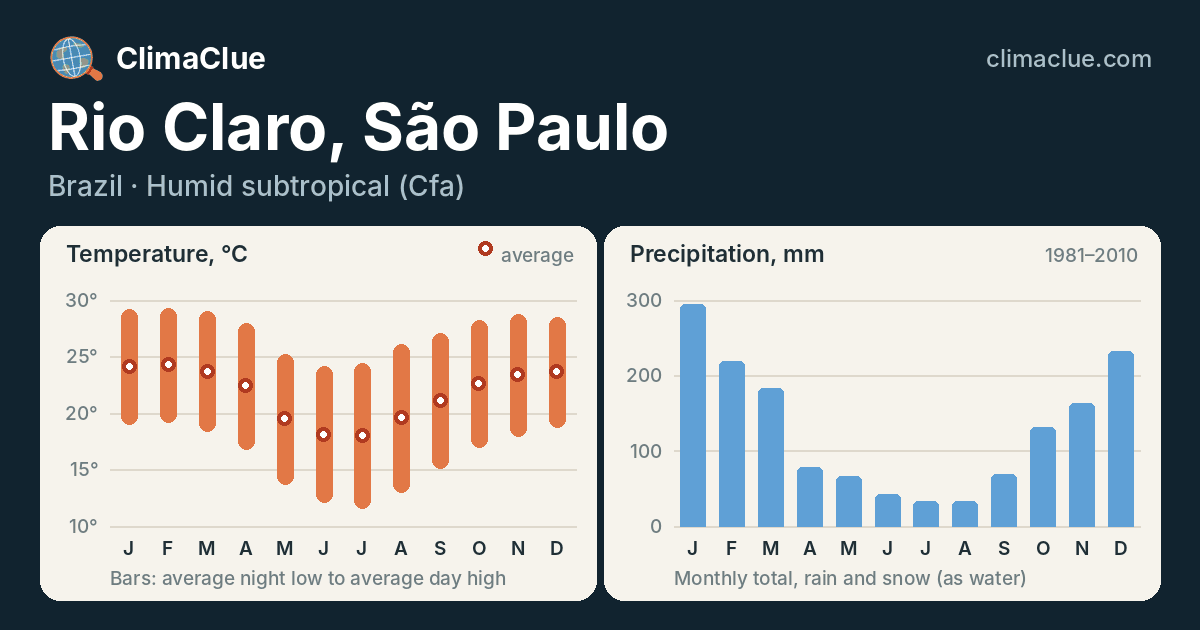 ClimaClue
climaclue.com
Rio Claro, São Paulo
Brazil · Humid subtropical (Cfa)
Temperature, °C
average
30°
25°
20°
15°
10°
J F M A M J J A S O N D
Bars: average night low to average day high
Precipitation, mm
1981–2010
300
200
100
0
J F M A M J J A S O N D
Monthly total, rain and snow (as water)